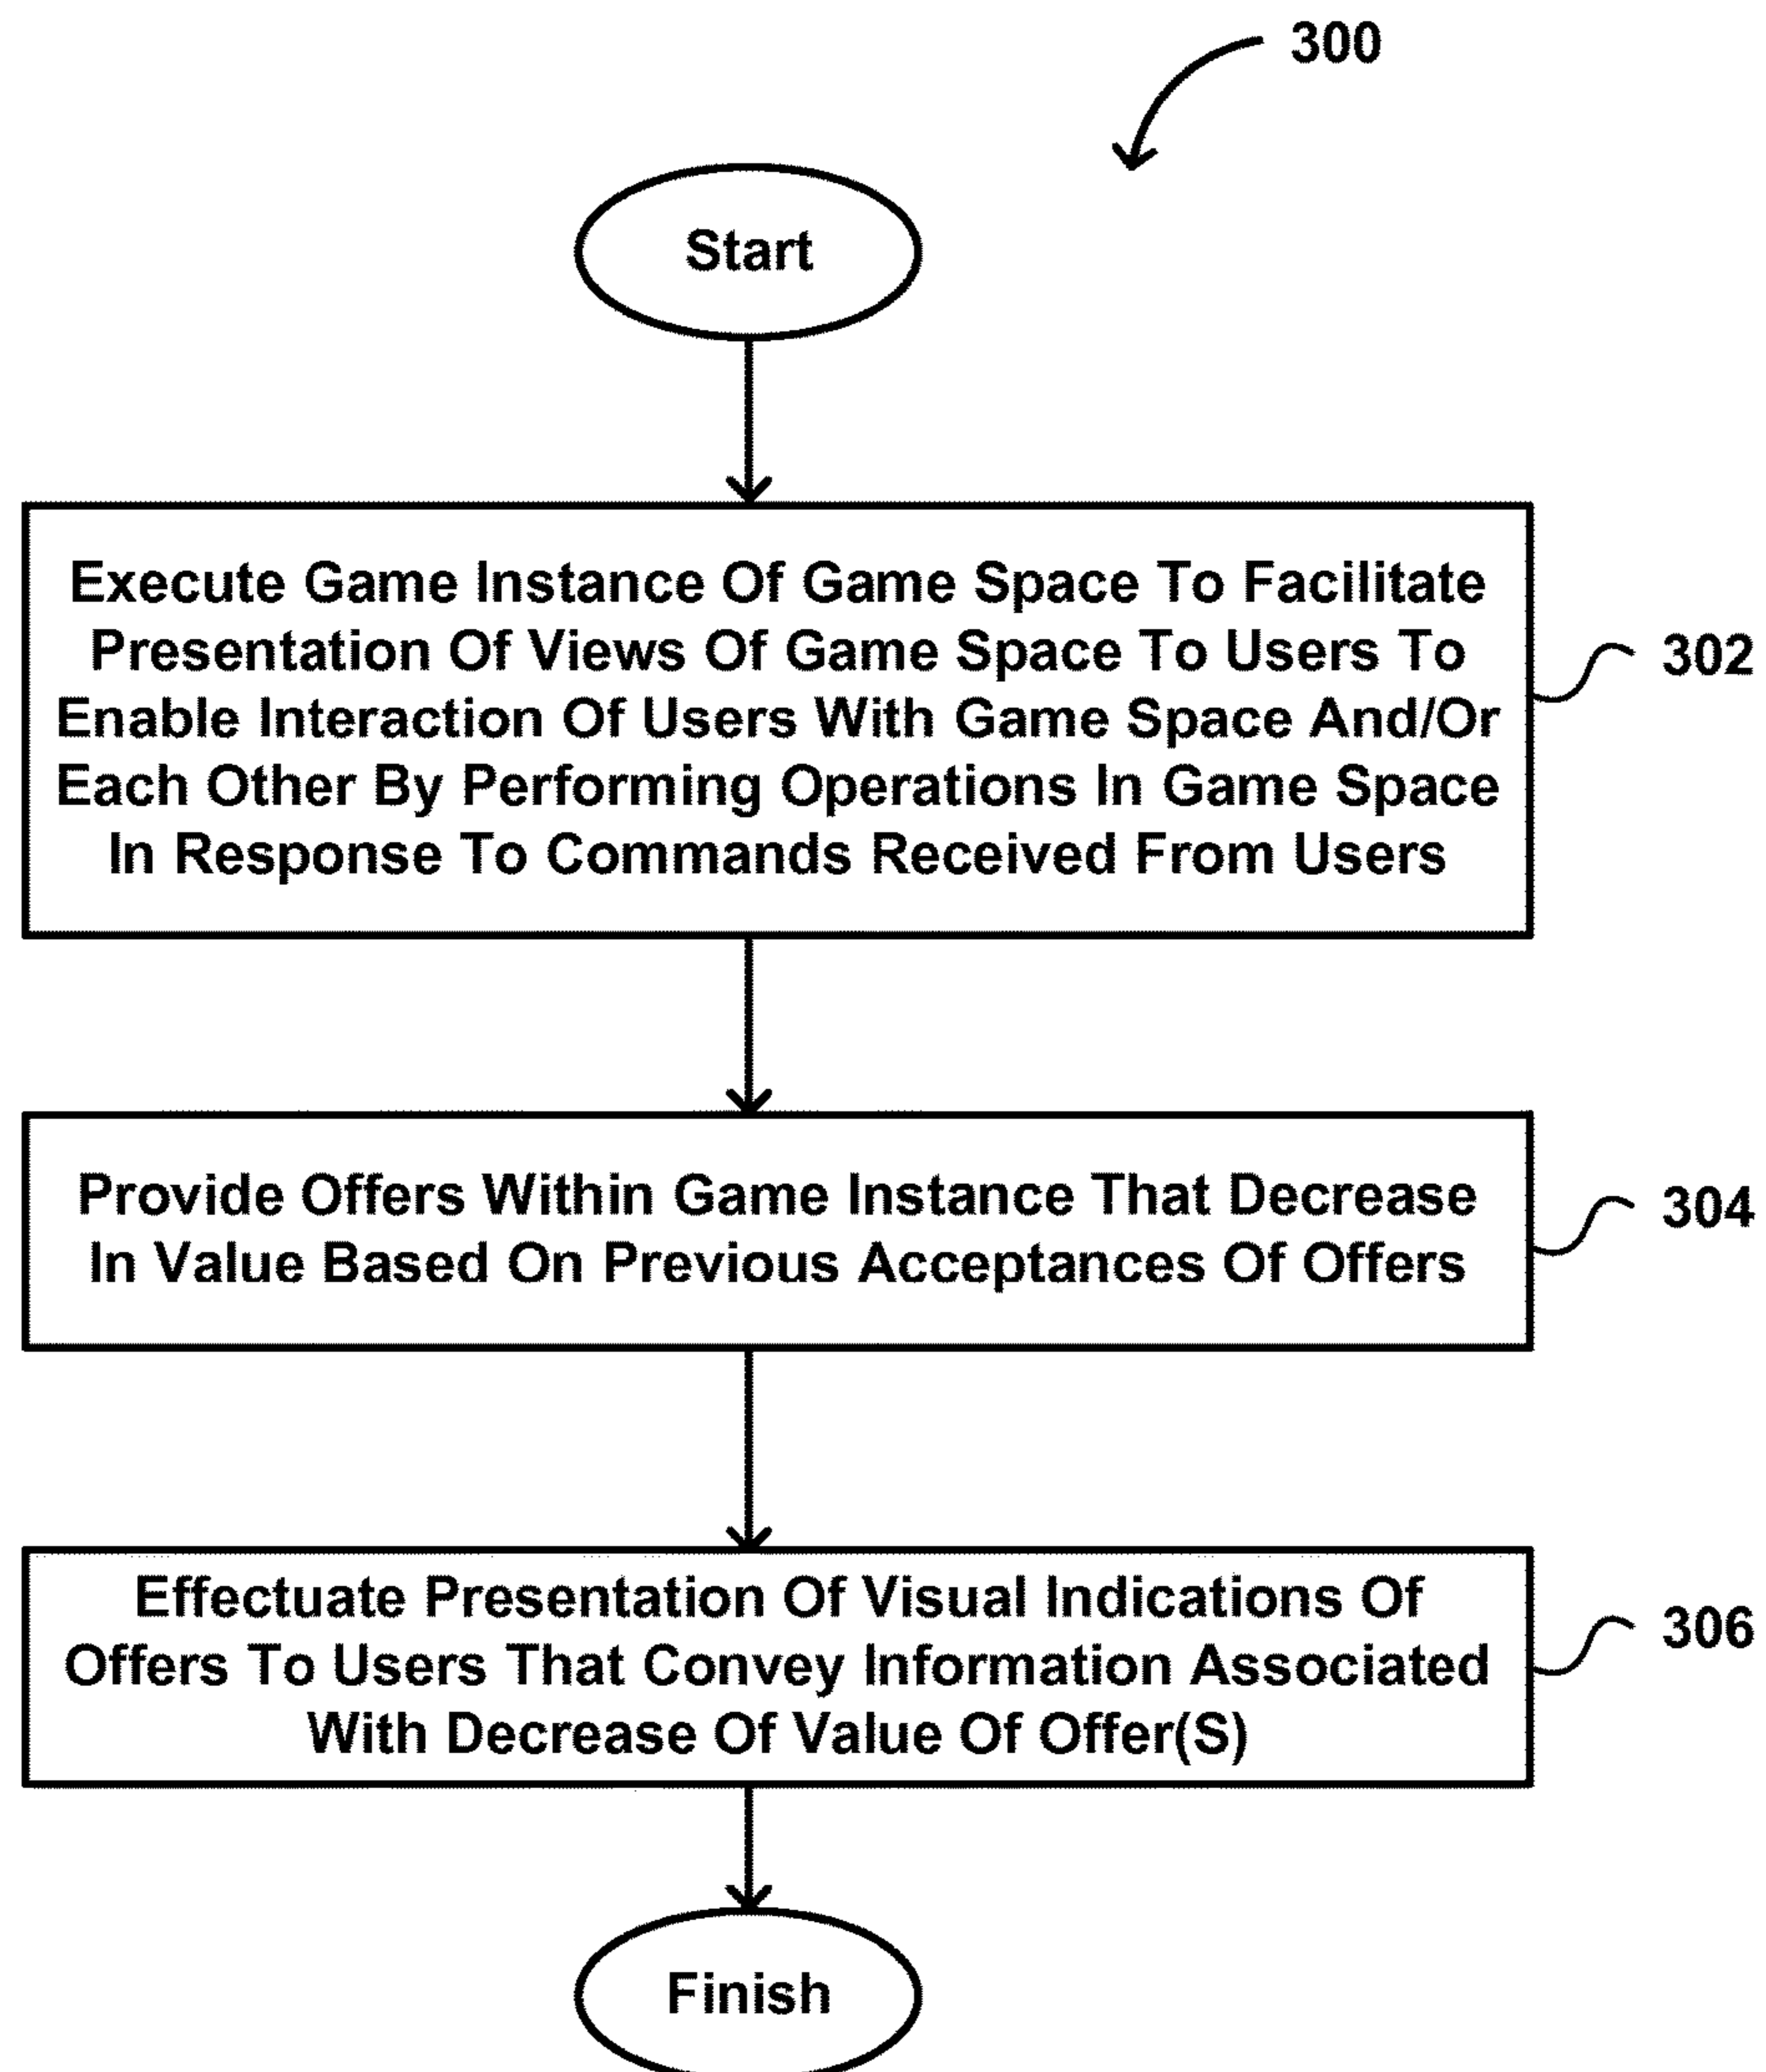 300
Start
Execute Game Instance Of Game Space To Facilitate
Presentation Of Views Of Game Space To Users To
Enable Interaction Of Users With Game Space And/Or
Each Other By Performing Operations In Game Space
In Response To Commands Received From Users
302
Provide Offers Within Game Instance That Decrease
In Value Based On Previous Acceptances Of Offers
304
Effectuate Presentation Of Visual Indications Of
Offers To Users That Convey Information Associated
With Decrease Of Value Of Offer(S)
306
Finish